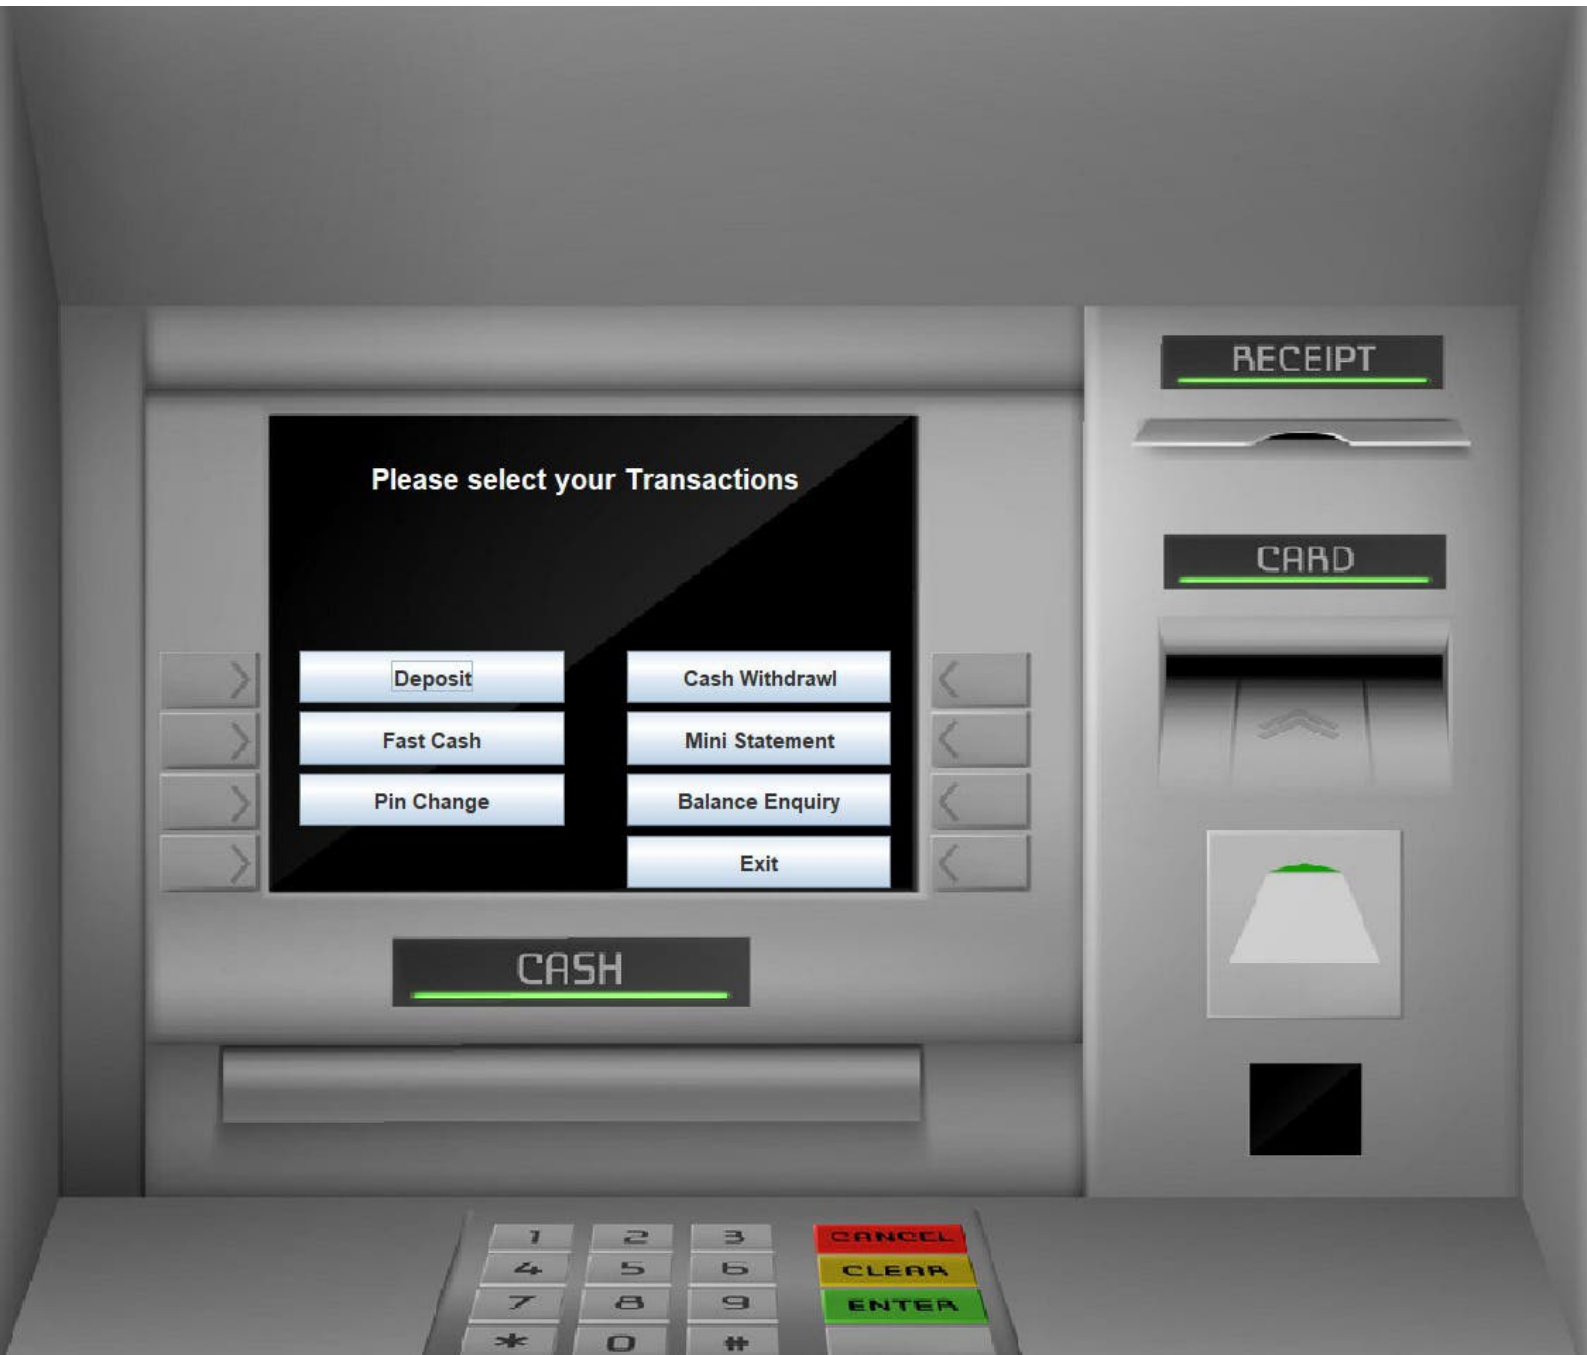 RECEIPT
Please select your Transactions
CARD
Deposit
Cash Withdrawl
Fast Cash
Mini Statement
Pin Change
Balance Enquiry
Exit
CASH
1 2 3 CANCEL
4 5 6 CLEAR
7 8 9 ENTER
* 0 #